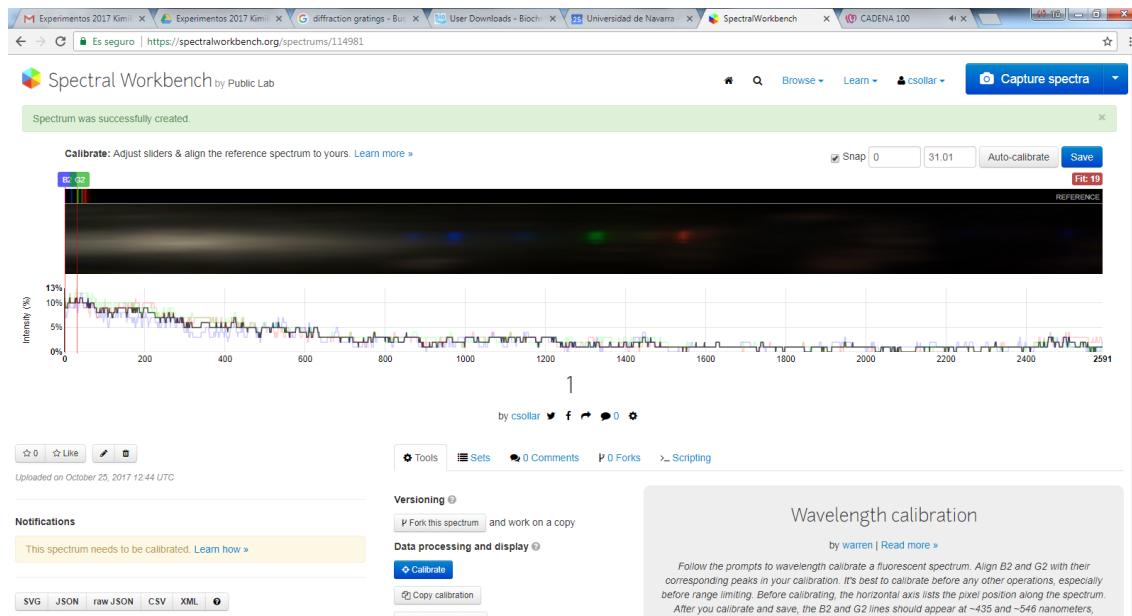 Experimentos 2017 Kimil
Experimentos 2017 Kimil
diffraction gratings - Bus
User Downloads - Bioch
Universidad de Navarra
SpectralWorkbench
CADENA 100
Es seguro | https://spectralworkbench.org/spectrums/114981
Spectral Workbench by Public Lab
Browse
Learn
csollar
Capture spectra
Spectrum was successfully created.
Calibrate: Adjust sliders & align the reference spectrum to yours. Learn more »
Snap 0 31.01 Auto-calibrate Save
B2 G2
Fit: 19
REFERENCE
13%
10%
5%
0%
Intensity (%)
0 200 400 600 800 1000 1200 1400 1600 1800 2000 2200 2400 2591
1
by csollar 0
0 Like
Uploaded on October 25, 2017 12:44 UTC
Notifications
This spectrum needs to be calibrated. Learn how »
SVG JSON raw JSON CSV XML
Tools Sets 0 Comments 0 Forks >_ Scripting
Versioning
Fork this spectrum and work on a copy
Data processing and display
Calibrate
Copy calibration
Wavelength calibration
by warren | Read more »
Follow the prompts to wavelength calibrate a fluorescent spectrum. Align B2 and G2 with their
corresponding peaks in your calibration. It's best to calibrate before any other operations, especially
before range limiting. Before calibrating, the horizontal axis lists the pixel position along the spectrum.
After you calibrate and save, the B2 and G2 lines should appear at ~435 and ~546 nanometers,